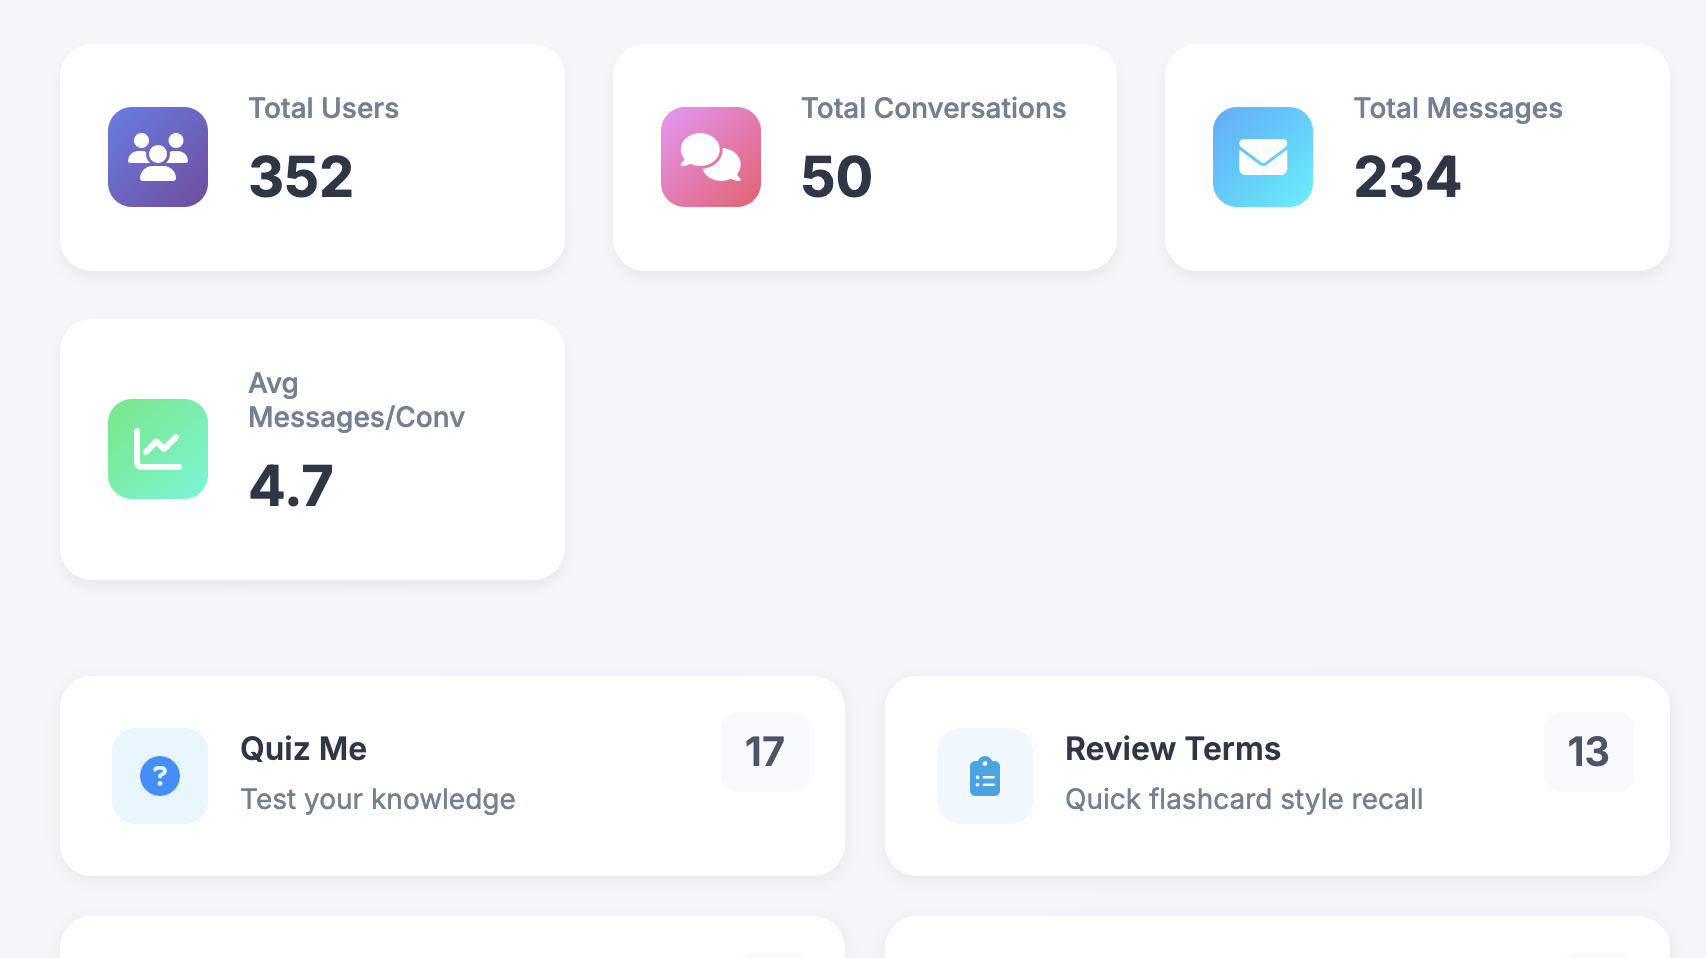 Total Users
352
Total Conversations
50
Total Messages
234
Avg
Messages/Conv
4.7
Quiz Me
Test your knowledge
17
Review Terms
Quick flashcard style recall
13